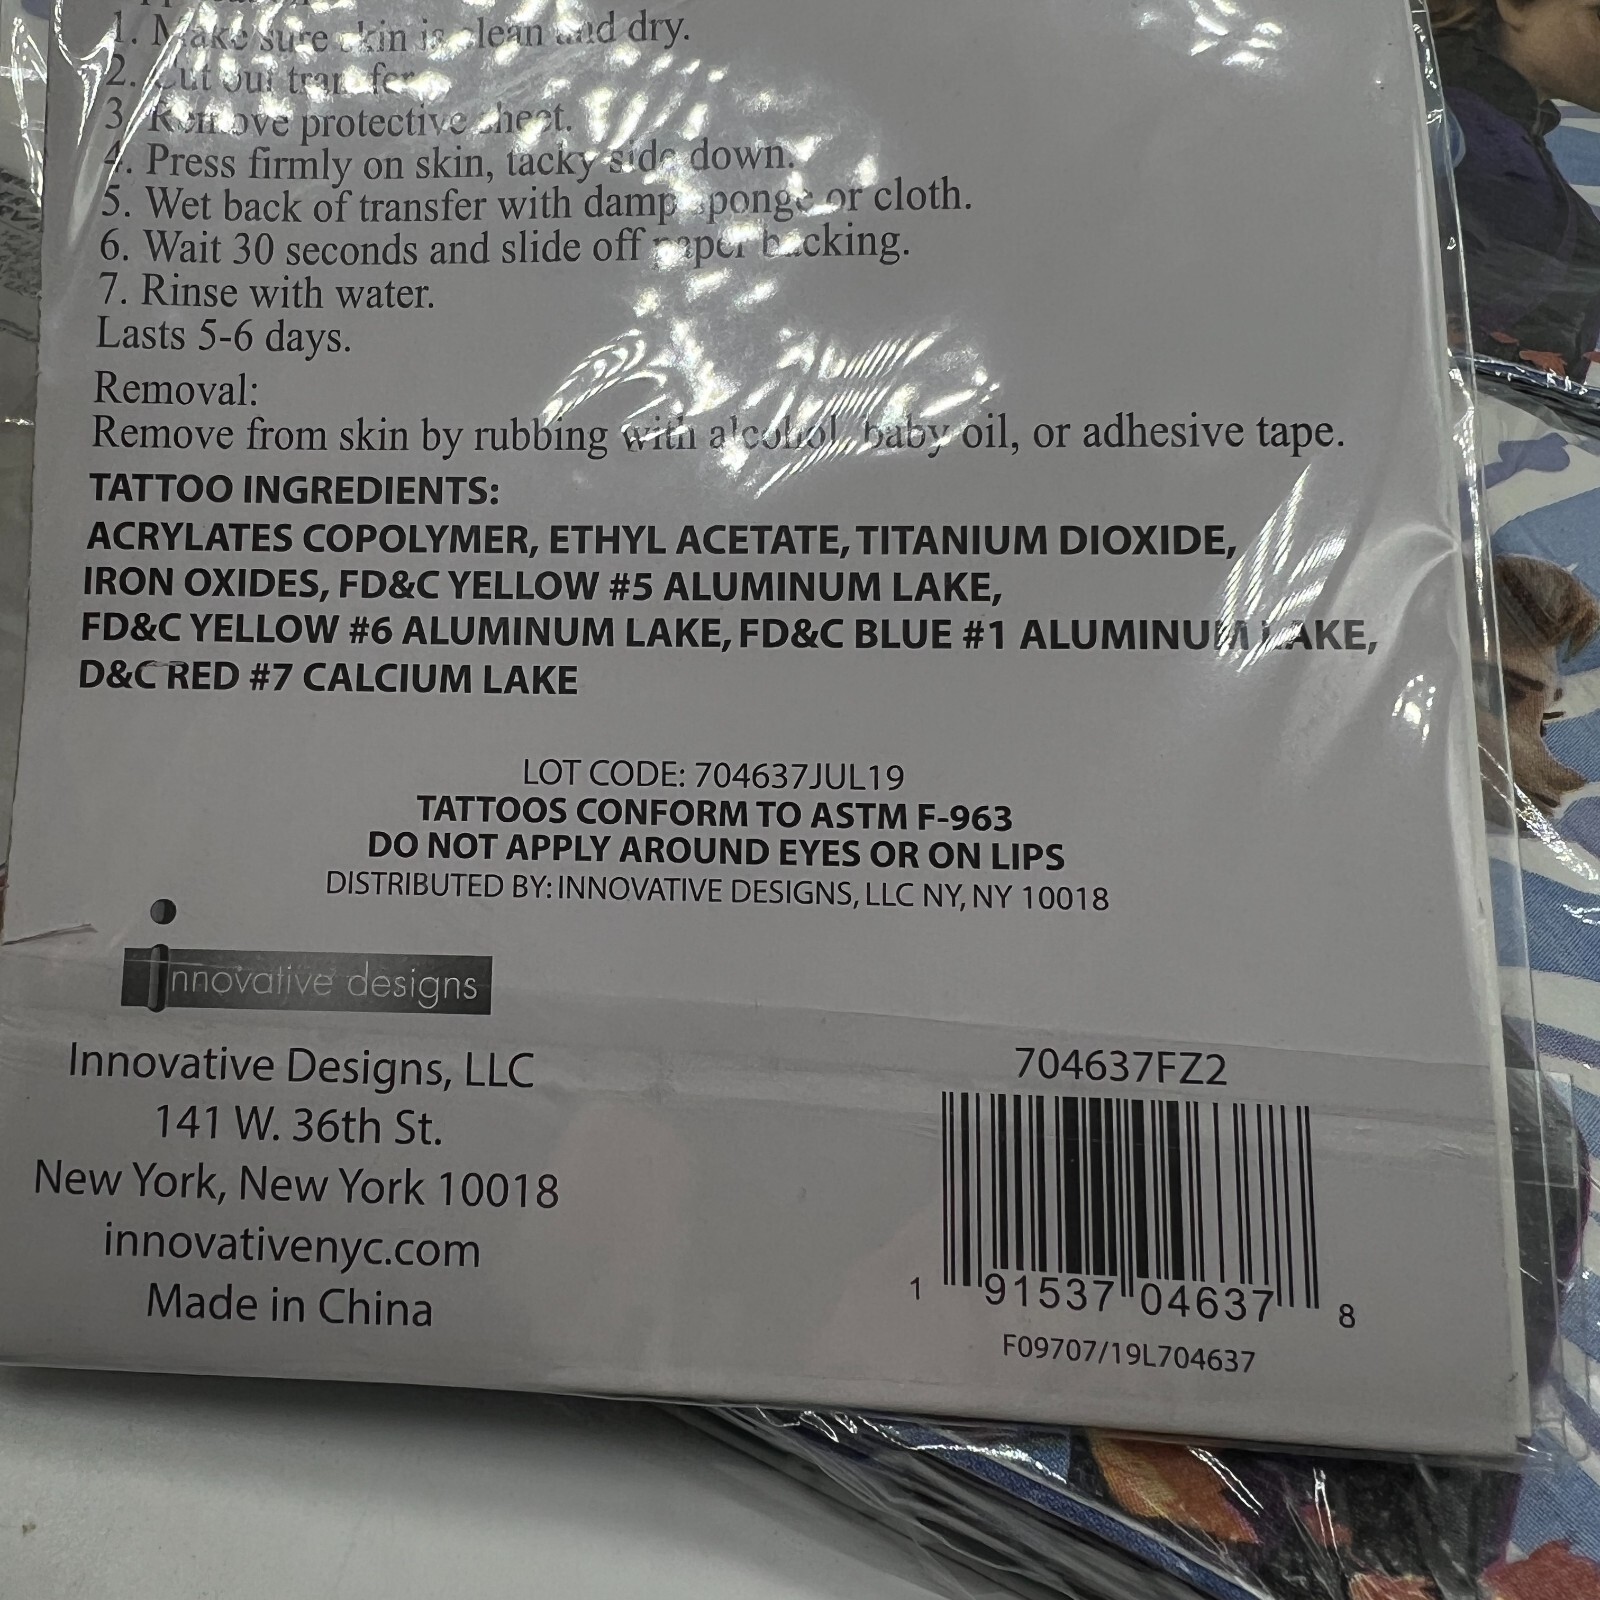 1. Make sure skin is clean and dry.
2. Cut out transfer.
3. Remove protective sheet.
4. Press firmly on skin, tacky side down.
5. Wet back of transfer with damp sponge or cloth.
6. Wait 30 seconds and slide off paper backing.
7. Rinse with water.
Lasts 5-6 days.
Removal:
Remove from skin by rubbing with alcohol, baby oil, or adhesive tape.
TATTOO INGREDIENTS:
ACRYLATES COPOLYMER, ETHYL ACETATE, TITANIUM DIOXIDE,
IRON OXIDES, FD&C YELLOW #5 ALUMINUM LAKE,
FD&C YELLOW #6 ALUMINUM LAKE, FD&C BLUE #1 ALUMINUM LAKE,
D&C RED #7 CALCIUM LAKE
LOT CODE: 704637JUL19
TATTOOS CONFORM TO ASTM F-963
DO NOT APPLY AROUND EYES OR ON LIPS
DISTRIBUTED BY: INNOVATIVE DESIGNS, LLC NY, NY 10018
innovative designs
Innovative Designs, LLC
141 W. 36th St.
New York, New York 10018
innovativenyc.com
Made in China
704637FZ2
1 91537 04637 8
F09707/19L704637